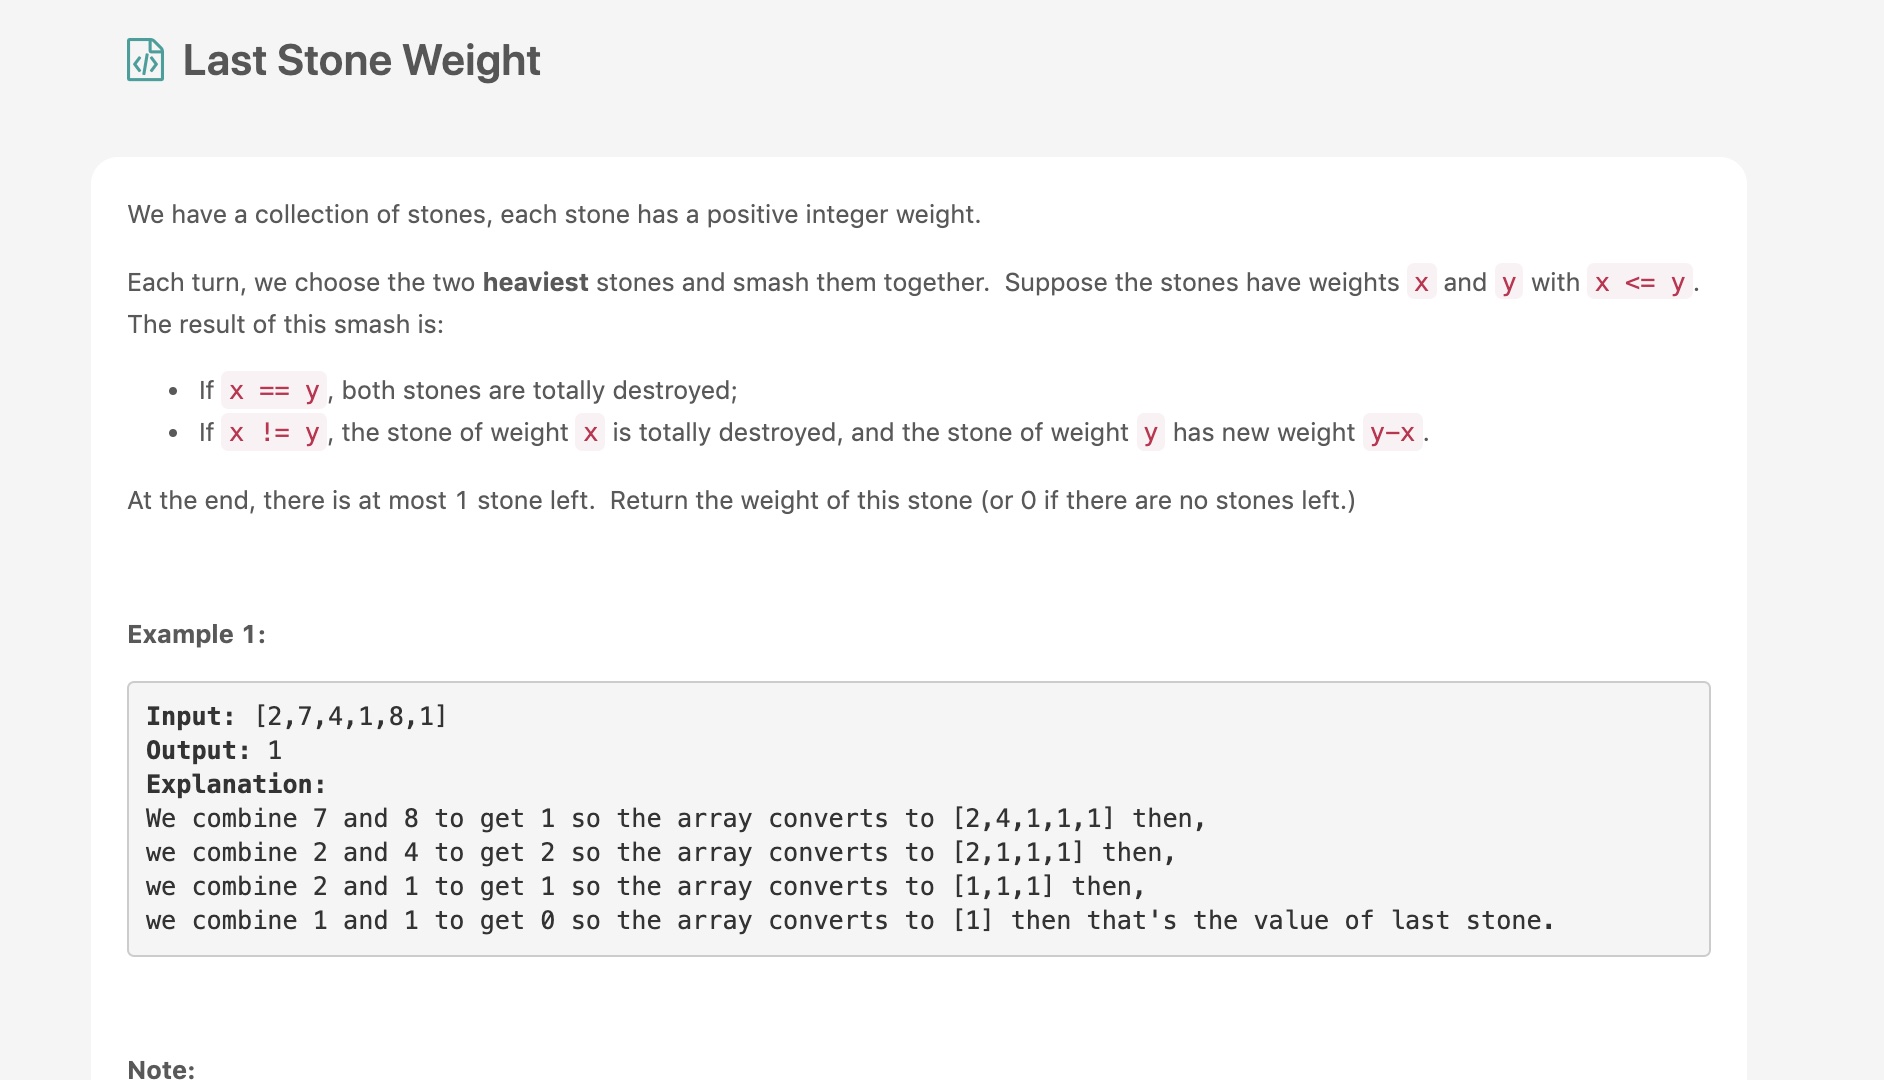 Last Stone Weight
We have a collection of stones, each stone has a positive integer weight.
Each turn, we choose the two heaviest stones and smash them together.  Suppose the stones have weights x and y with x <= y.
The result of this smash is:
• If x == y, both stones are totally destroyed;
• If x != y, the stone of weight x is totally destroyed, and the stone of weight y has new weight y-x.
At the end, there is at most 1 stone left.  Return the weight of this stone (or 0 if there are no stones left.)
Example 1:
Input: [2,7,4,1,8,1]
Output: 1
Explanation:
We combine 7 and 8 to get 1 so the array converts to [2,4,1,1,1] then,
we combine 2 and 4 to get 2 so the array converts to [2,1,1,1] then,
we combine 2 and 1 to get 1 so the array converts to [1,1,1] then,
we combine 1 and 1 to get 0 so the array converts to [1] then that's the value of last stone.
Note: